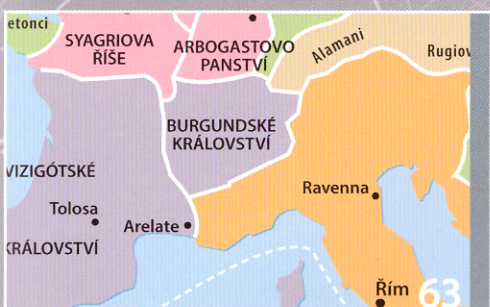 etonci
SYAGRIOVA
ŘÍŠE
ARBOGASTOVO
PANSTVÍ
Alamani
Rugiov
BURGUNDSKÉ
KRÁLOVSTVÍ
VIZIGÓTSKÉ
KRÁLOVSTVÍ
Tolosa
Arelate
Ravenna
Řím
63